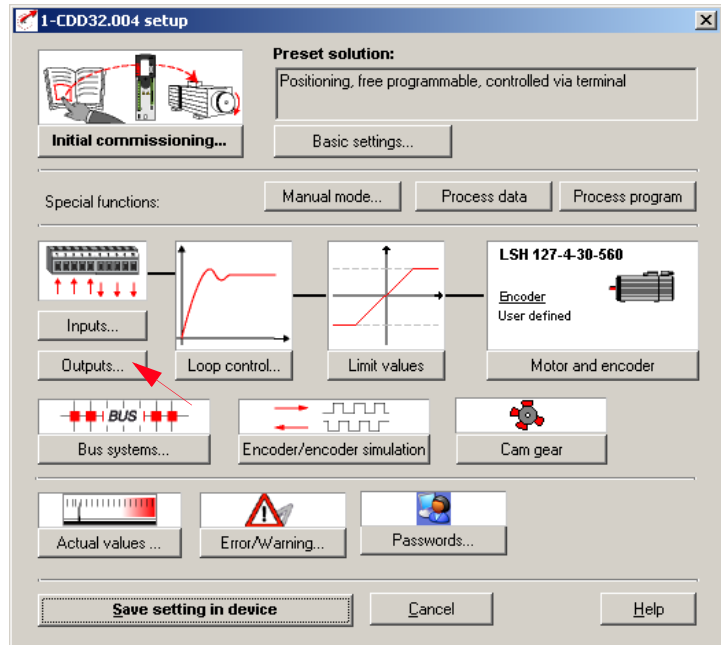 1-CDD32.004 setup
Preset solution:
Positioning, free programmable, controlled via terminal
Initial commissioning...
Basic settings...
Special functions:
Manual mode...
Process data
Process program
LSH 127-4-30-560
Encoder
User defined
Inputs...
Outputs...
Loop control...
Limit values
Motor and encoder
BUS
Bus systems...
Encoder/encoder simulation
Cam gear
Actual values ...
Error/Warning...
Passwords...
Save setting in device
Cancel
Help